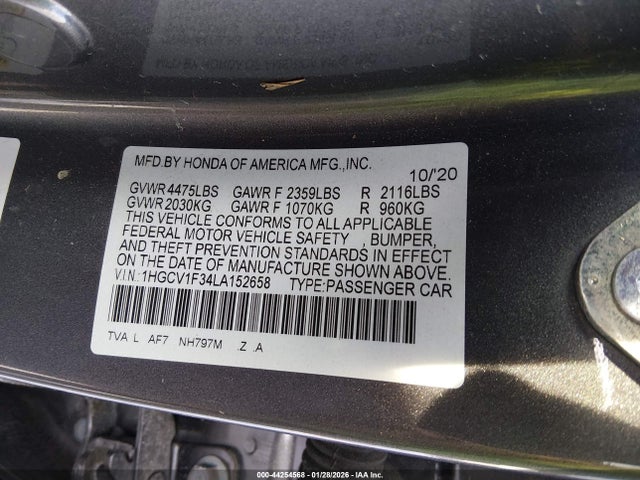 MFD.BY HONDA OF AMERICA MFG.,INC.
10/'20
GVWR 4475LBS GAWR F 2359LBS R 2116LBS
GVWR 2030KG GAWR F 1070KG R 960KG
THIS VEHICLE CONFORMS TO ALL APPLICABLE
FEDERAL MOTOR VEHICLE SAFETY , BUMPER,
AND THEFT PREVENTION STANDARDS IN EFFECT
ON THE DATE OF MANUFACTURE SHOWN ABOVE.
V.I.N: 1HGCV1F34LA152658 TYPE:PASSENGER CAR
TVA L AF7 NH797M .Z .A
000-44254568 | 01/28/2026 | IAA Inc.